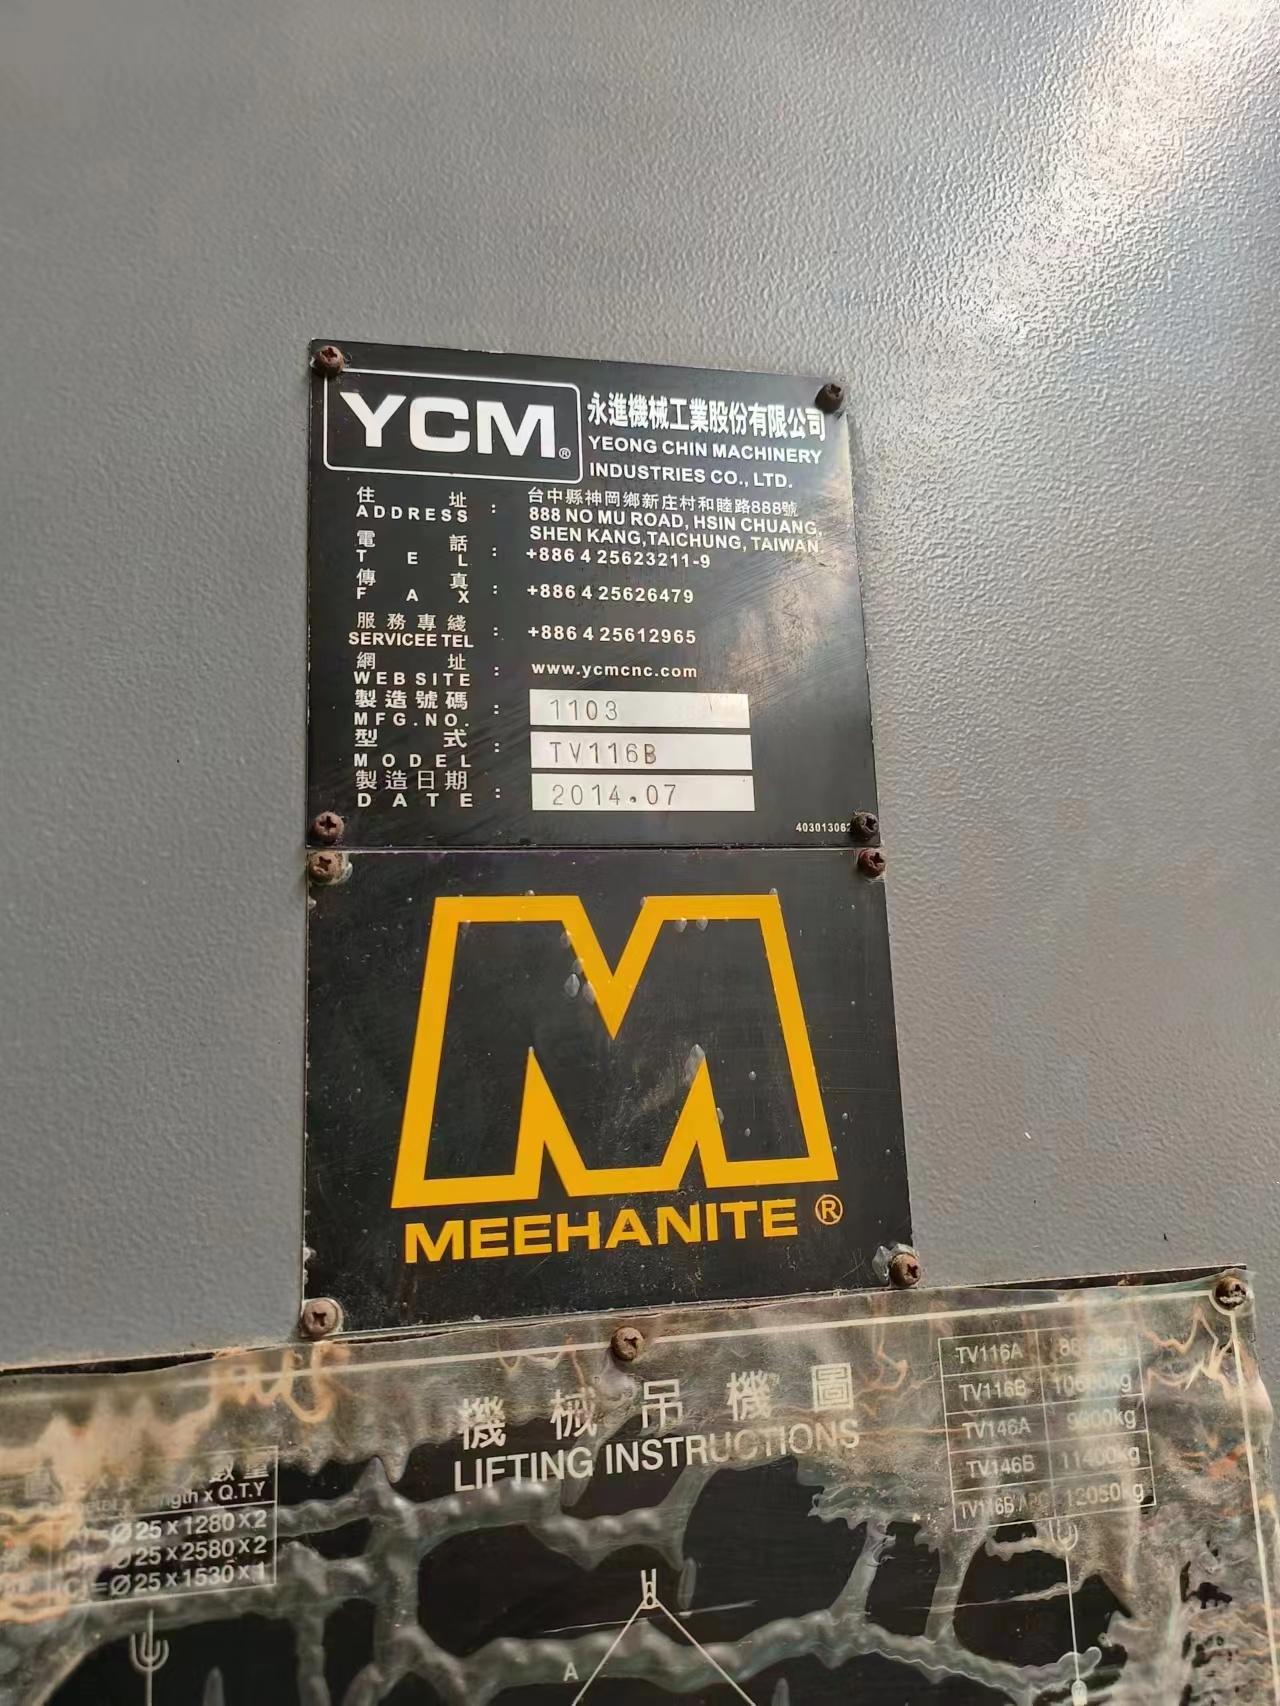 YCM®
永進機械工業股份有限公司
YEONG CHIN MACHINERY
INDUSTRIES CO., LTD.
住 址 : 台中縣神岡鄉新庄村和睦路888號
ADDRESS 888 NO MU ROAD, HSIN CHUANG,
SHEN KANG,TAICHUNG, TAIWAN.
電 話
TEL : +886 4 25623211-9
傳 真
FAX : +886 4 25626479
服務專綫
SERVICEE TEL : +886 4 25612965
網 址
WEBSITE : www.ycmcnc.com
製造號碼
MFG.NO. : 1103
型 式
MODEL : TV116B
製造日期
DATE : 2014.07
40301306
MEEHANITE ®
機械吊機圖
LIFTING INSTRUCTIONS
TV116A
TV116B
TV146A
TV146B 11400kg
TV116B 12050kg
數量
x Q.T.Y
Ø25×1280×2
Ø25×2580×2
Ø25×1530×1
A